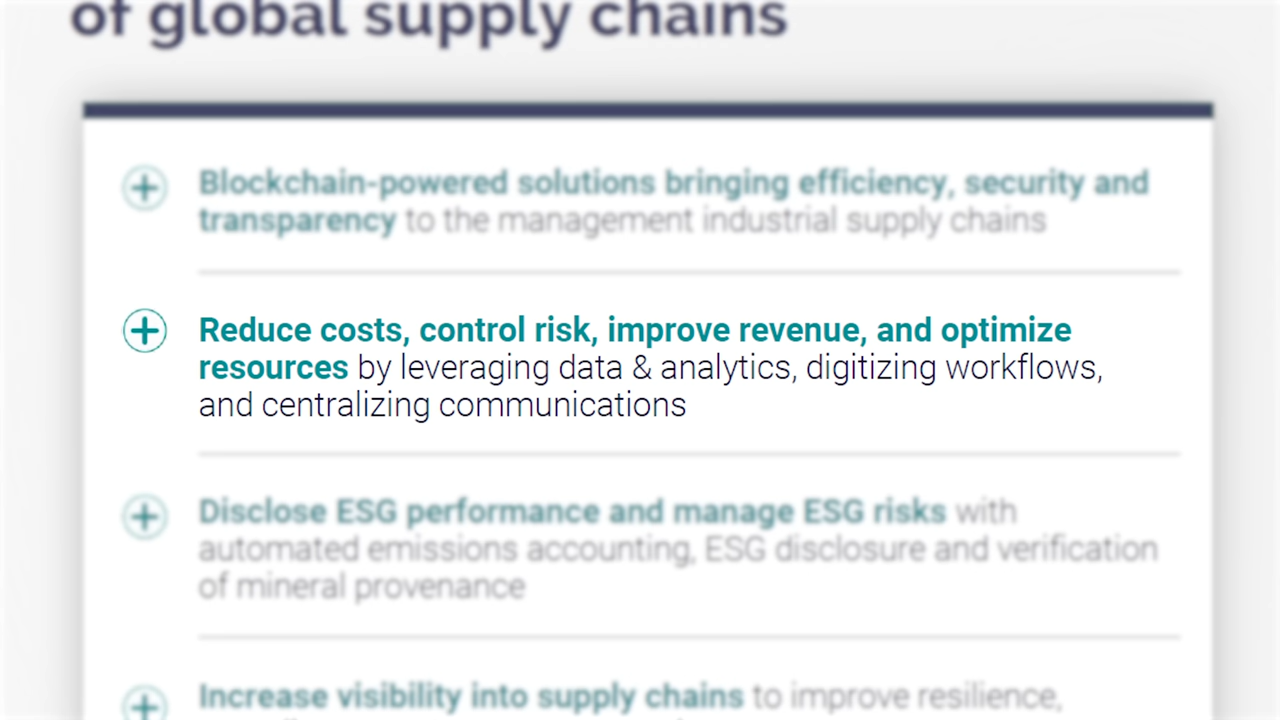 of global supply chains
Blockchain-powered solutions bringing efficiency, security and
transparency to the management industrial supply chains
Reduce costs, control risk, improve revenue, and optimize
resources by leveraging data & analytics, digitizing workflows,
and centralizing communications
Disclose ESG performance and manage ESG risks with
automated emissions accounting, ESG disclosure and verification
of mineral provenance
Increase visibility into supply chains to improve resilience,